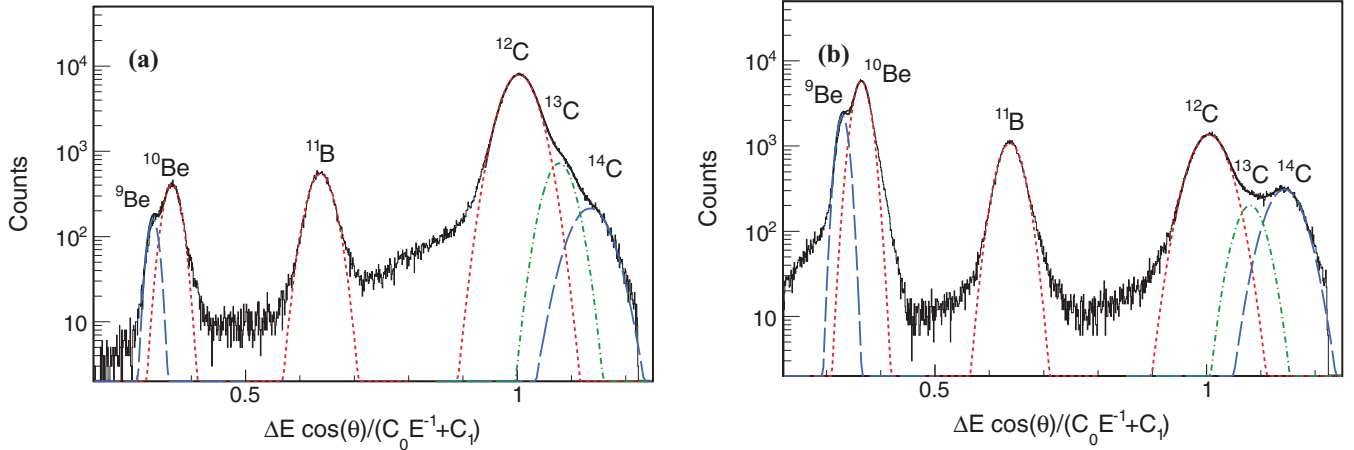 (a)
¹²C
10⁴
¹³C
10³
¹¹B
¹⁴C
¹⁰Be
⁹Be
10²
10
Counts
0.5
1
ΔE cos(θ)/(C₀E⁻¹+C₁)
(b)
10⁴
¹⁰Be
⁹Be
¹²C
10³
¹¹B
¹³C
¹⁴C
10²
10
Counts
0.5
1
ΔE cos(θ)/(C₀E⁻¹+C₁)